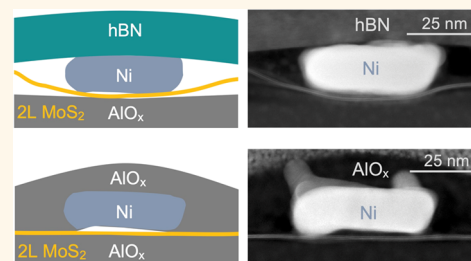 hBN
Ni
2L MoS₂
AlOₓ
hBN
25 nm
Ni
AlOₓ
Ni
2L MoS₂
AlOₓ
25 nm
AlOₓ
Ni